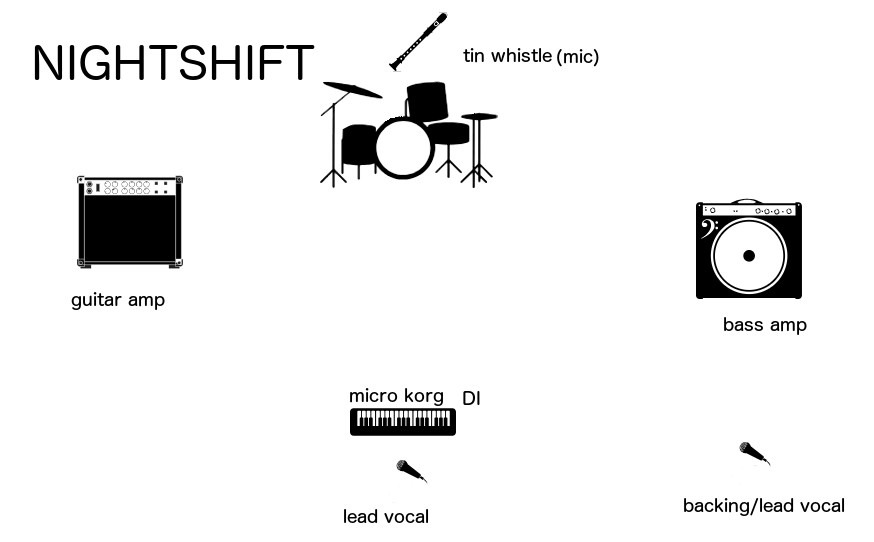 NIGHTSHIFT
tin whistle (mic)
guitar amp
bass amp
micro korg DI
lead vocal
backing/lead vocal